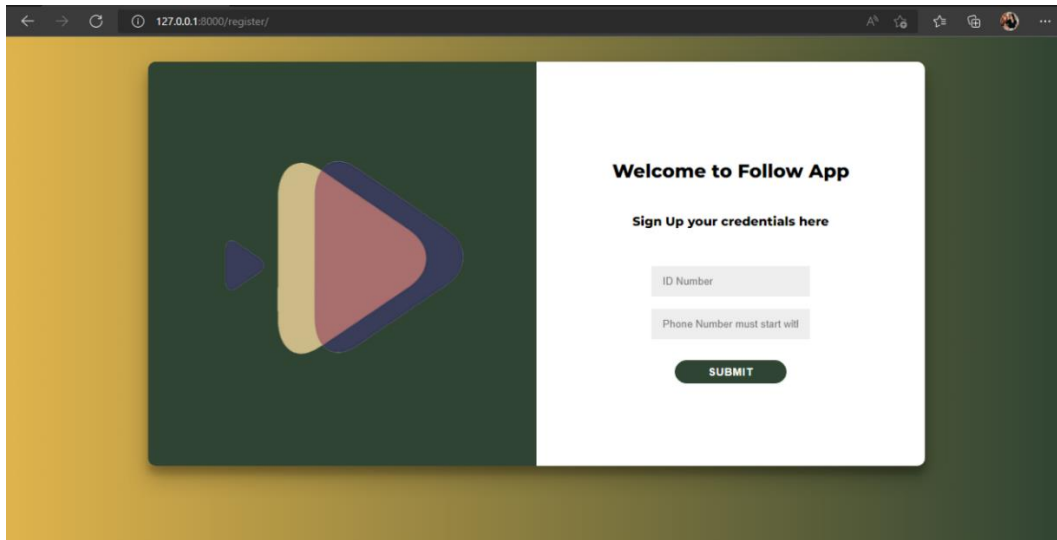 127.0.0.1:8000/register/
Welcome to Follow App
Sign Up your credentials here
ID Number
Phone Number must start
SUBMIT